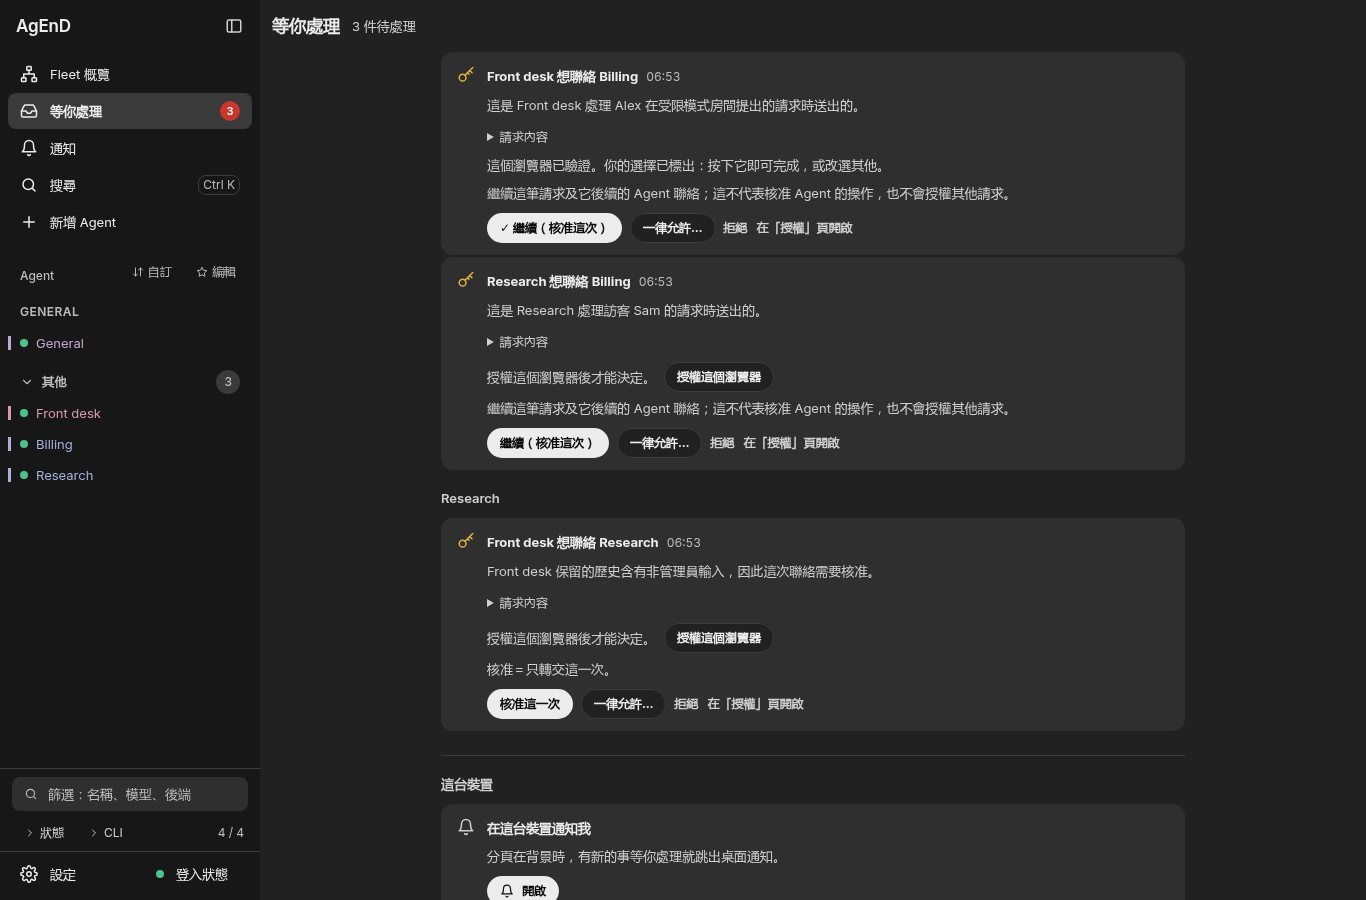 AgEnD
Fleet 概覽
等你處理 3
通知
搜尋 Ctrl K
新增 Agent
Agent 自訂 編輯
GENERAL
General
其他 3
Front desk
Billing
Research
篩選：名稱、模型、後端
狀態 CLI 4 / 4
設定 登入狀態
等你處理 3 件待處理
Front desk 想聯絡 Billing 06:53
這是 Front desk 處理 Alex 在受限模式房間提出的請求時送出的。
▶ 請求內容
這個瀏覽器已驗證。你的選擇已標出：按下它即可完成，或改選其他。
繼續這筆請求及它後續的 Agent 聯絡；這不代表核准 Agent 的操作，也不會授權其他請求。
✓ 繼續（核准這次） 一律允許… 拒絕 在「授權」頁開啟
Research 想聯絡 Billing 06:53
這是 Research 處理訪客 Sam 的請求時送出的。
▶ 請求內容
授權這個瀏覽器後才能決定。 授權這個瀏覽器
繼續這筆請求及它後續的 Agent 聯絡；這不代表核准 Agent 的操作，也不會授權其他請求。
繼續（核准這次） 一律允許… 拒絕 在「授權」頁開啟
Research
Front desk 想聯絡 Research 06:53
Front desk 保留的歷史含有非管理員輸入，因此這次聯絡需要核准。
▶ 請求內容
授權這個瀏覽器後才能決定。 授權這個瀏覽器
核准 = 只轉交這一次。
核准這一次 一律允許… 拒絕 在「授權」頁開啟
這台裝置
在這台裝置通知我
分頁在背景時，有新的事等你處理就跳出桌面通知。
開啟